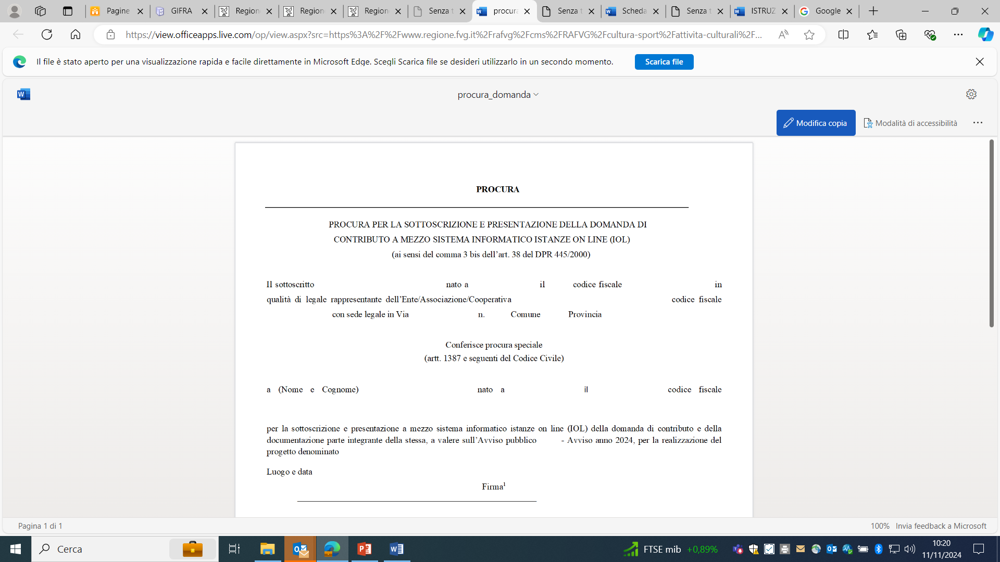 Pagine
GIFRA
Region
Region
Region
Senza t
procura
Senza t
Scheda
Senza t
ISTRUZ
Google
https://view.officeapps.live.com/op/view.aspx?src=https%3A%2F%2Fwww.regione.fvg.it%2Frafvg%2Fcms%2FRAFVG%2Fcultura-sport%2Fattivita-culturali%2F...
Il file è stato aperto per una visualizzazione rapida e facile direttamente in Microsoft Edge. Scegli Scarica file se desideri utilizzarlo in un secondo momento.
Scarica file
procura_domanda
Modifica copia
Modalità di accessibilità
PROCURA
PROCURA PER LA SOTTOSCRIZIONE E PRESENTAZIONE DELLA DOMANDA DI
CONTRIBUTO A MEZZO SISTEMA INFORMATICO ISTANZE ON LINE (IOL)
(ai sensi del comma 3 bis dell’art. 38 del DPR 445/2000)
Il sottoscritto nato a il codice fiscale in
qualità di legale rappresentante dell’Ente/Associazione/Cooperativa codice fiscale
con sede legale in Via n. Comune Provincia
Conferisce procura speciale
(artt. 1387 e seguenti del Codice Civile)
a (Nome e Cognome) nato a il codice fiscale
per la sottoscrizione e presentazione a mezzo sistema informatico istanze on line (IOL) della domanda di contributo e della
documentazione parte integrante della stessa, a valere sull’Avviso pubblico - Avviso anno 2024, per la realizzazione del
progetto denominato
Luogo e data
Firma1
Pagina 1 di 1
100% Invia feedback a Microsoft
Cerca
FTSE mib +0,89%
10:20
11/11/2024